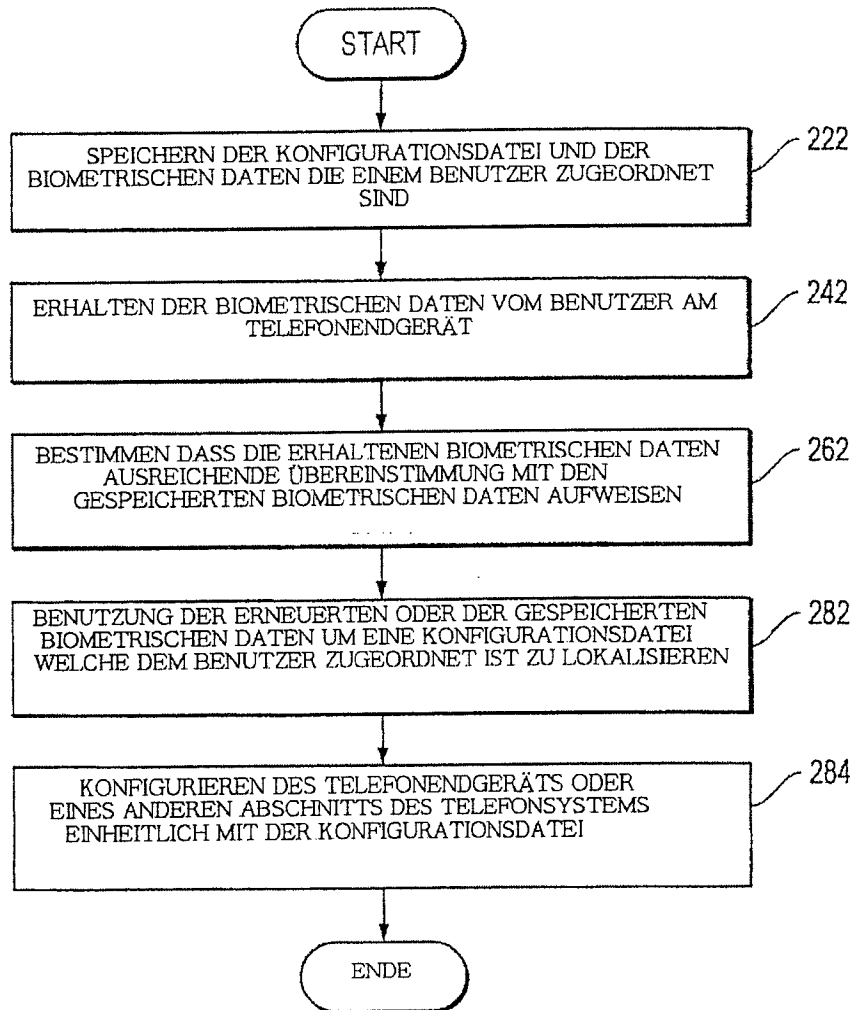 START
SPEICHERN DER KONFIGURATIONSDATEI UND DER
BIOMETRISCHEN DATEN DIE EINEM BENUTZER ZUGEORDNET
SIND
222
ERHALTEN DER BIOMETRISCHEN DATEN VOM BENUTZER AM
TELEFONENDGERÄT
242
BESTIMMEN DASS DIE ERHALTENEN BIOMETRISCHEN DATEN
AUSREICHENDE ÜBEREINSTIMMUNG MIT DEN
GESPEICHERTEN BIOMETRISCHEN DATEN AUFWEISEN
262
BENUTZUNG DER ERNEUERTEN ODER DER GESPEICHERTEN
BIOMETRISCHEN DATEN UM EINE KONFIGURATIONSDATEI
WELCHE DEM BENUTZER ZUGEORDNET IST ZU LOKALISIEREN
282
KONFIGURIEREN DES TELEFONENDGERÄTS ODER
EINES ANDEREN ABSCHNITTS DES TELEFONSYSTEMS
EINHEITLICH MIT DER KONFIGURATIONSDATEI
284
ENDE